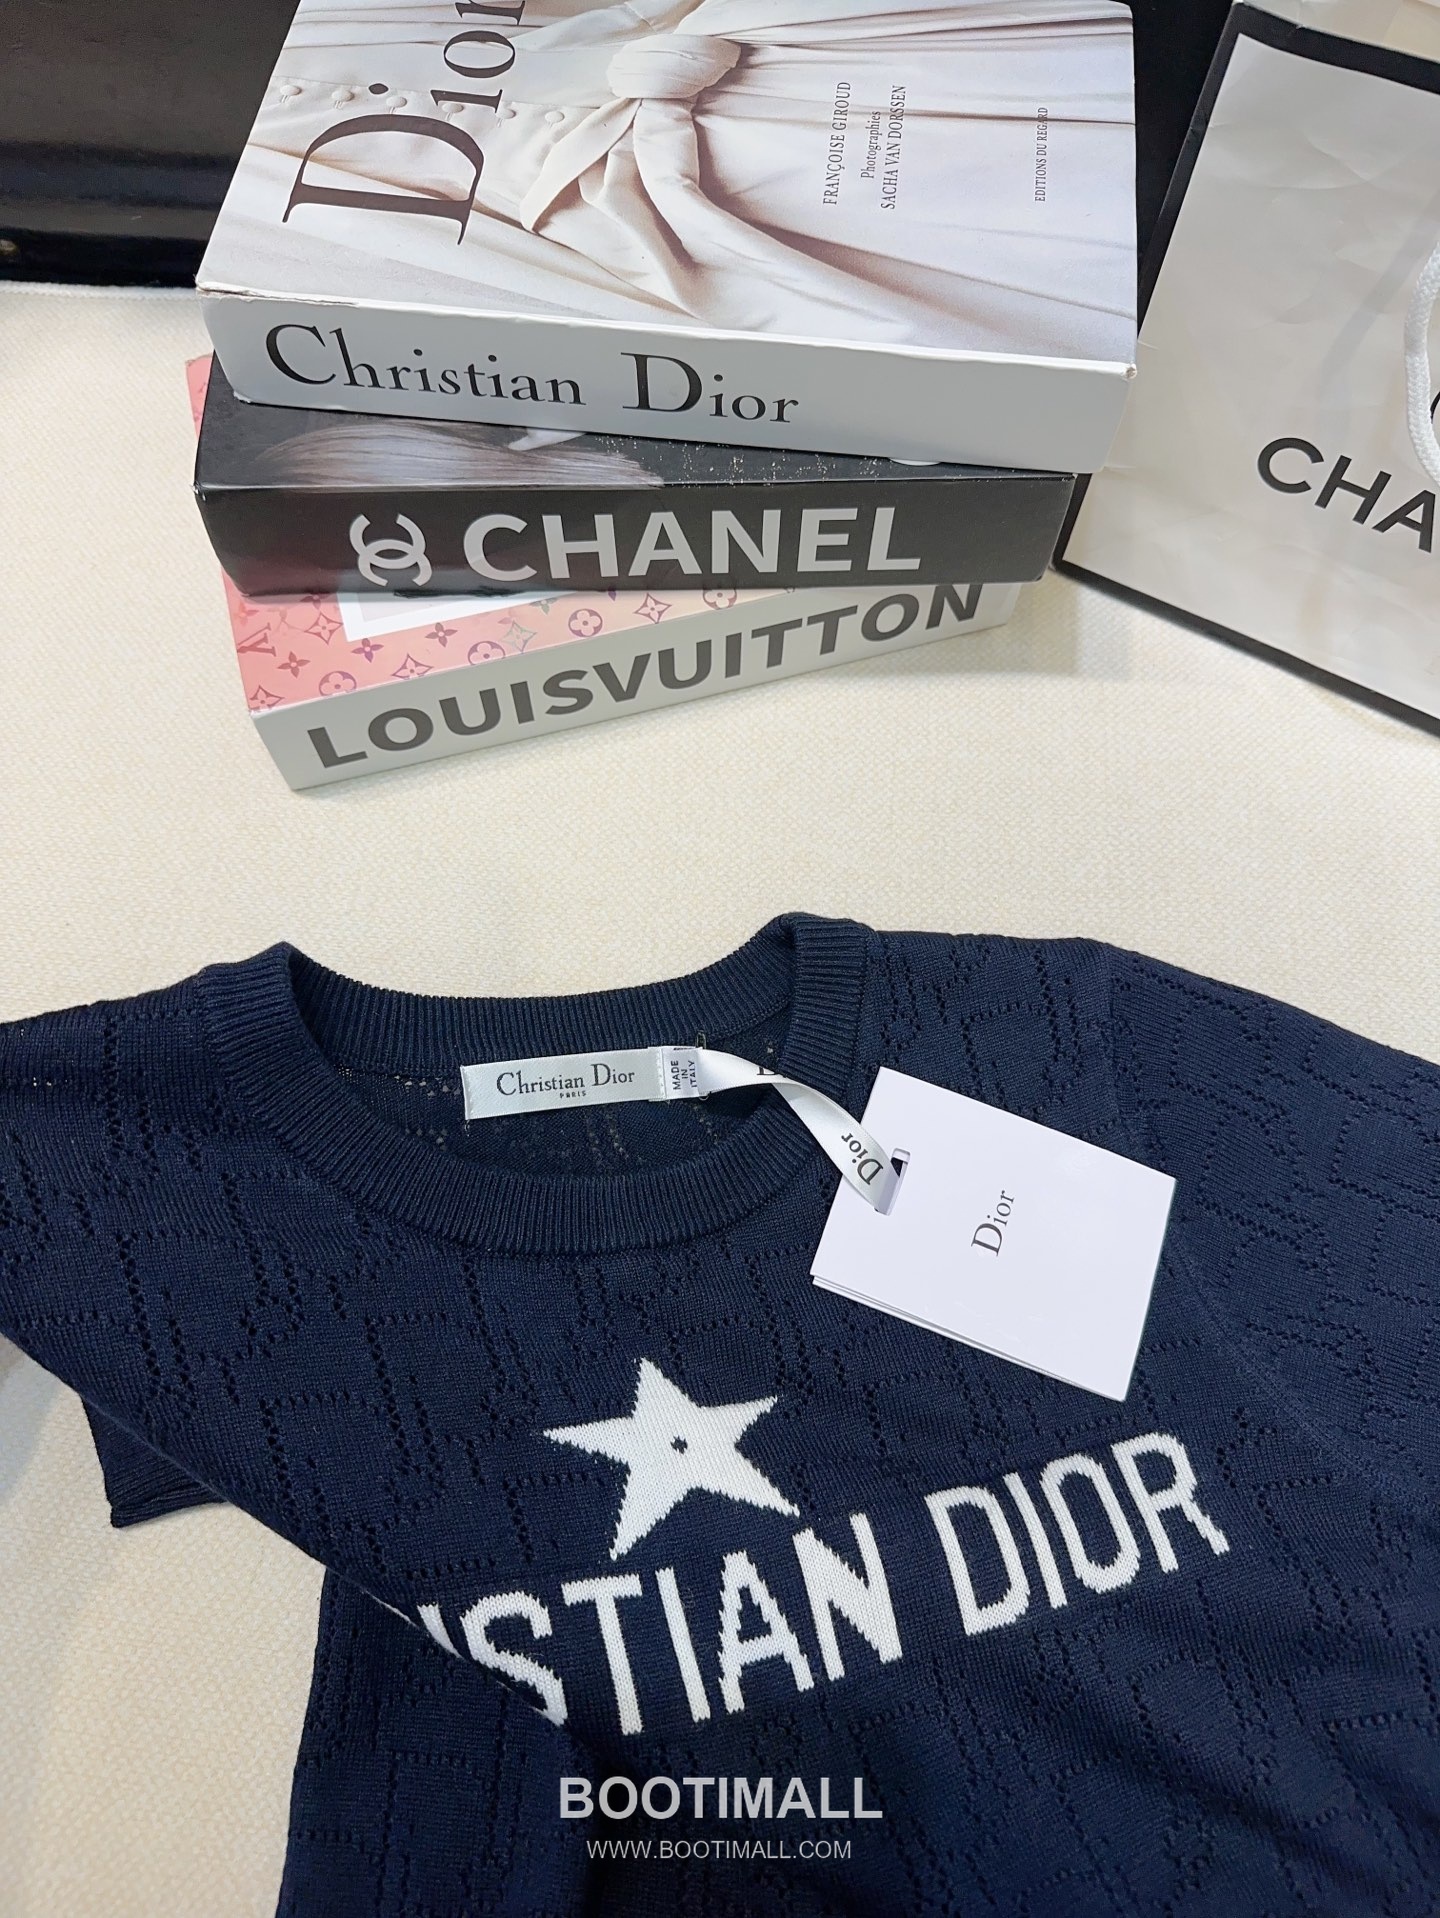 Dior
FRANÇOISE GIROUD
Photographies
SACHA VAN DORSSEN
EDITIONS DU REGARD
Christian Dior
CHANEL
LOUISVUITTON
CHA
Christian Dior
PARIS
MADE
IN
ITALY
Dior
Dior
ISTIAN DIOR
BOOTIMALL
WWW.BOOTIMALL.COM